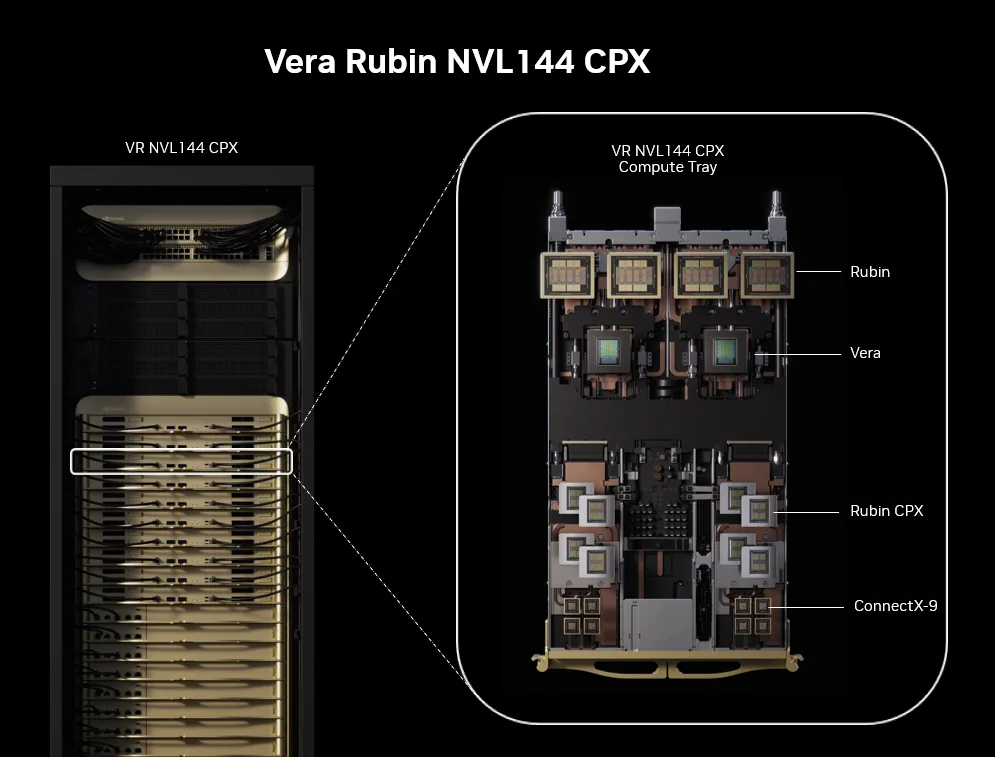 Vera Rubin NVL144 CPX
VR NVL144 CPX
VR NVL144 CPX
Compute Tray
Rubin
Vera
Rubin CPX
ConnectX-9